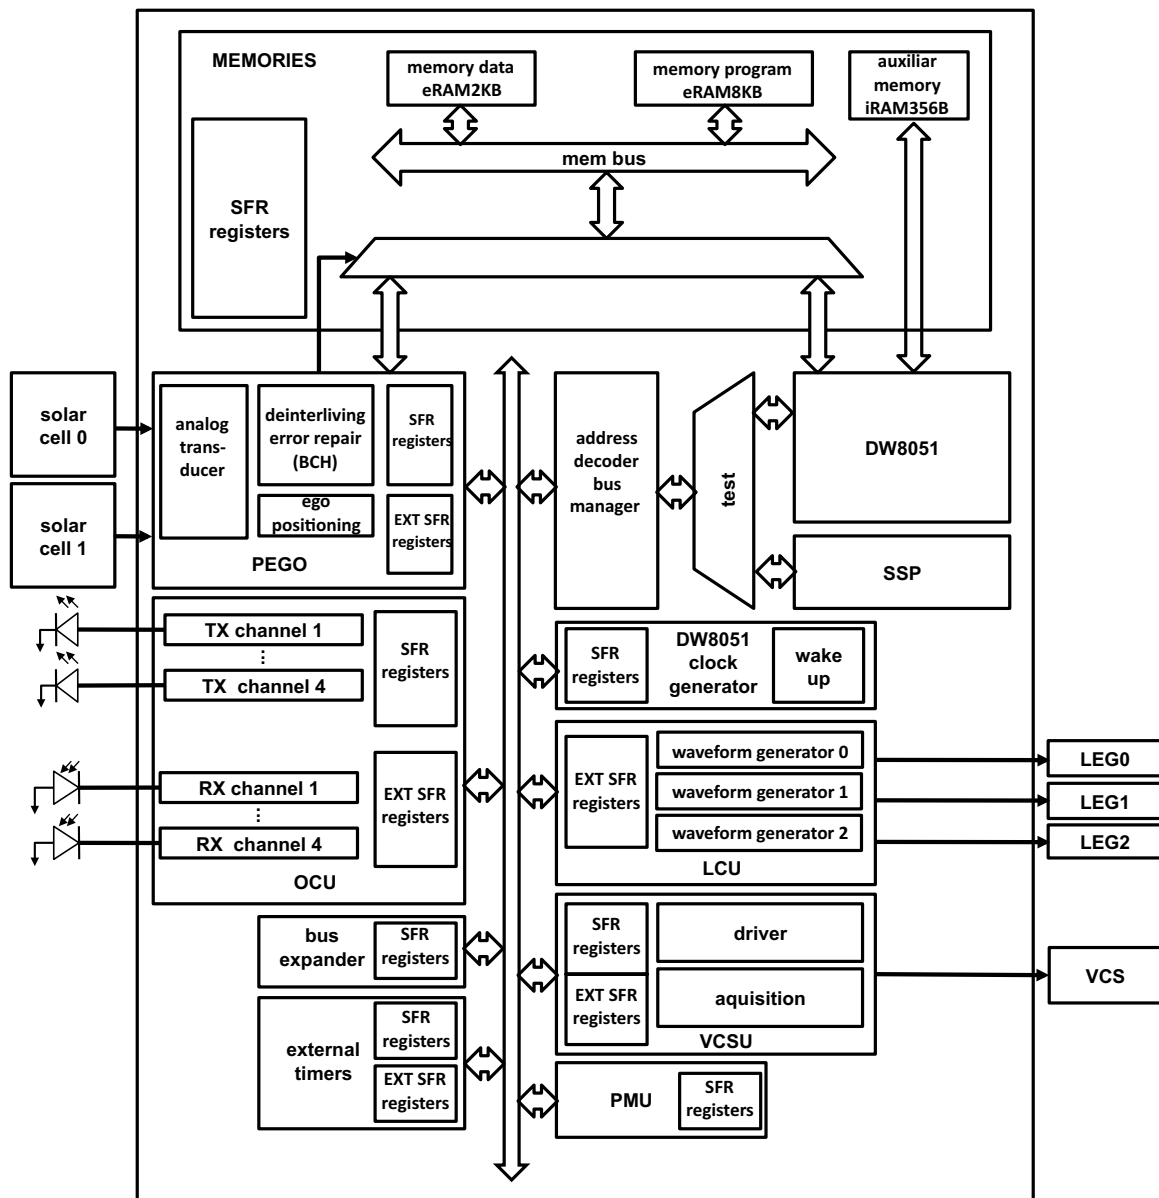 MEMORIES
memory data
eRAM2KB
memory program
eRAM8KB
auxiliar
memory
iRAM356B
mem bus
SFR
registers
solar
cell 0
solar
cell 1
analog
trans-
ducer
deinterliving
error repair
(BCH)
SFR
registers
ego
positioning
EXT SFR
registers
PEGO
address
decoder
bus
manager
test
DW8051
SSP
TX channel 1
⋮
TX channel 4
SFR
registers
RX channel 1
⋮
RX channel 4
EXT SFR
registers
OCU
SFR
registers
DW8051
clock
generator
wake
up
EXT SFR
registers
waveform generator 0
waveform generator 1
waveform generator 2
LCU
LEG0
LEG1
LEG2
bus
expander
SFR
registers
SFR
registers
driver
EXT SFR
registers
aquisition
VCSU
VCS
external
timers
SFR
registers
EXT SFR
registers
PMU
SFR
registers